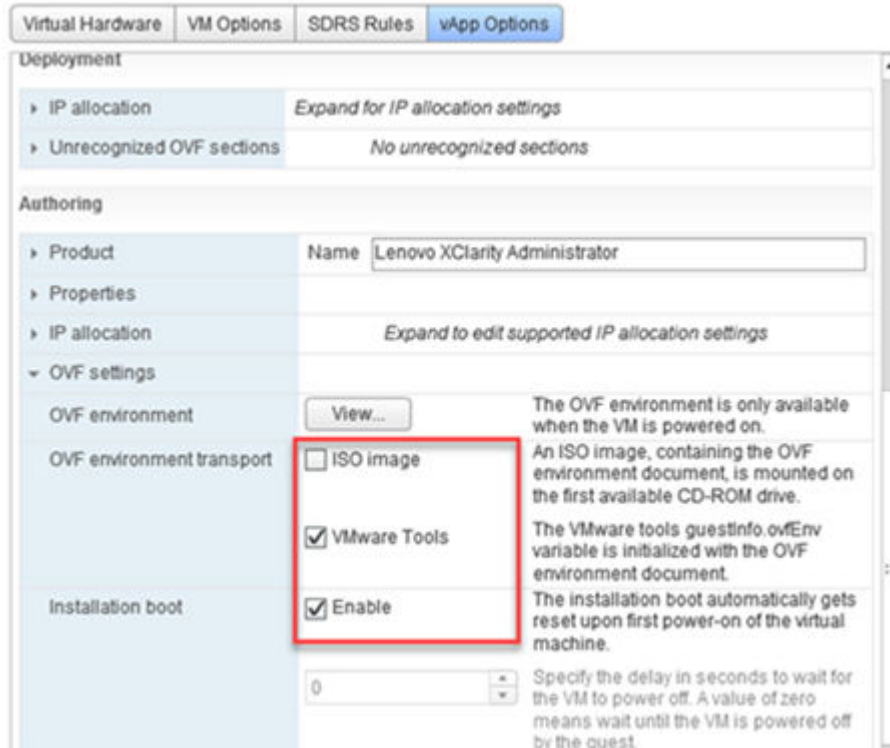 Virtual Hardware VM Options SDRS Rules vApp Options
Deployment
IP allocation Expand for IP allocation settings
Unrecognized OVF sections No unrecognized sections
Authoring
Product Name Lenovo XClarity Administrator
Properties
IP allocation Expand to edit supported IP allocation settings
OVF settings
OVF environment View... The OVF environment is only available
when the VM is powered on.
OVF environment transport ISO image An ISO image, containing the OVF
environment document, is mounted on
the first available CD-ROM drive.
VMware Tools The VMware tools guestInfo.ovfEnv
variable is initialized with the OVF
environment document.
Installation boot Enable The installation boot automatically gets
reset upon first power-on of the virtual
machine.
0 Specify the delay in seconds to wait for
the VM to power off. A value of zero
means wait until the VM is powered off
by the guest.